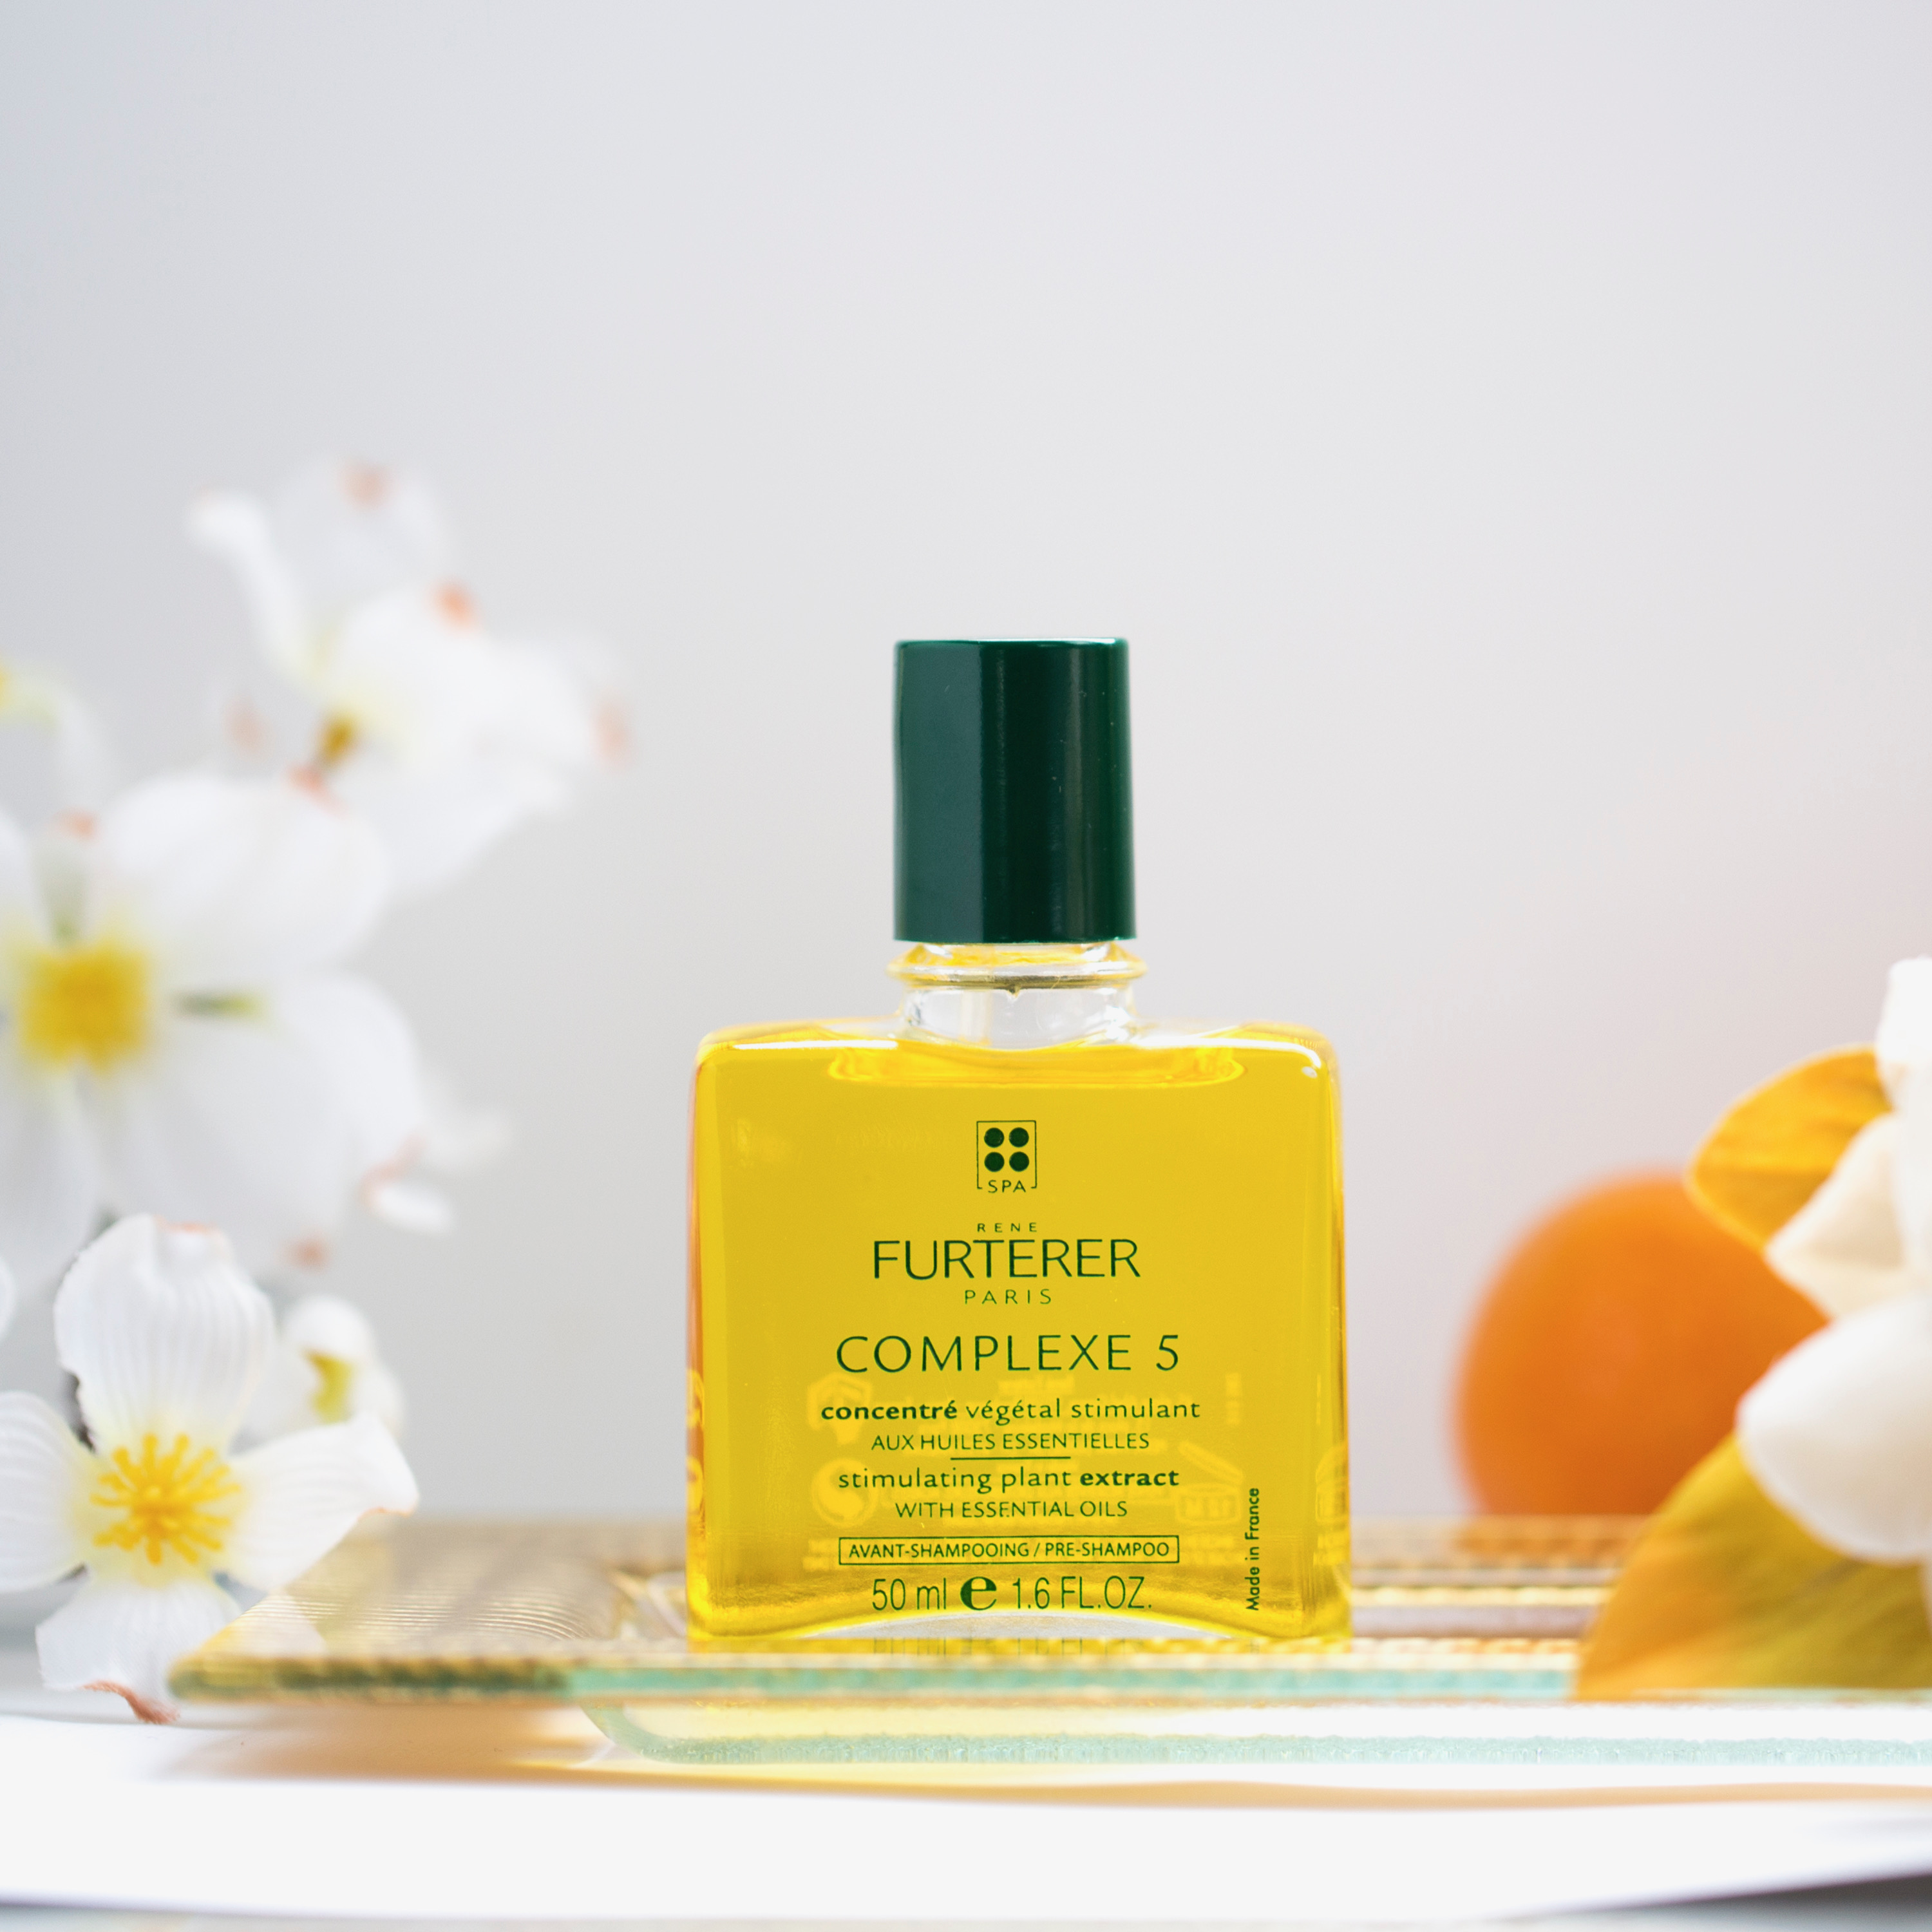 SPA
RENE
FURTERER
PARIS
COMPLEXE 5
concentré végétal stimulant
AUX HUILES ESSENTIELLES
stimulating plant extract
WITH ESSENTIAL OILS
AVANT-SHAMPOOING / PRE-SHAMPOO
50 ml e 1.6 FL.OZ.
Made in France